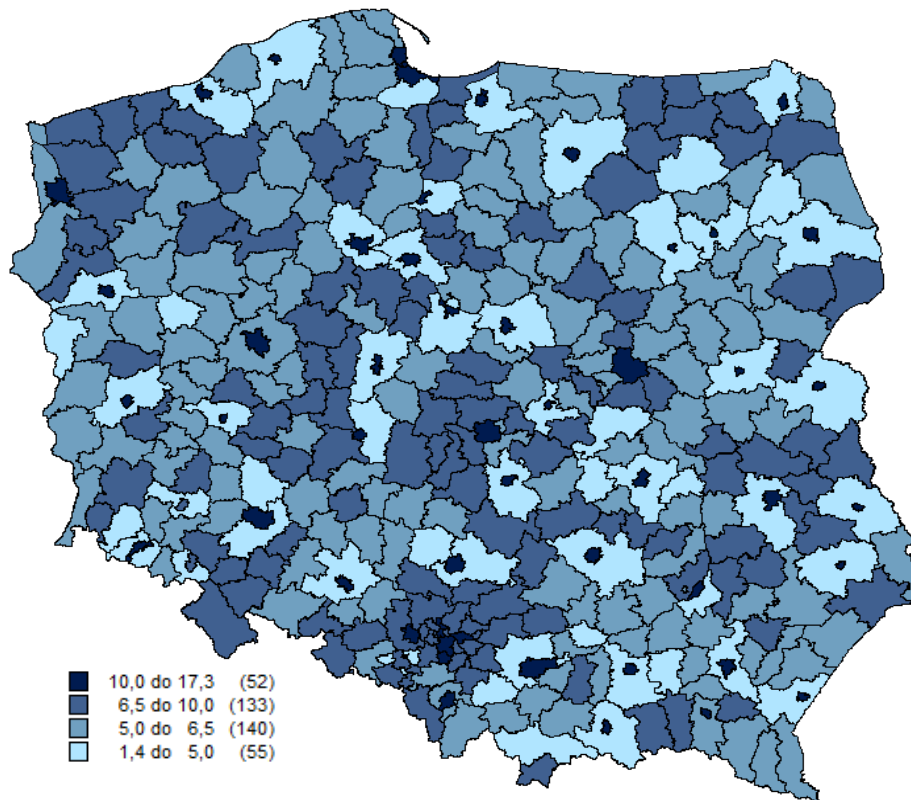 10,0 do 17,3 (52)
6,5 do 10,0 (133)
5,0 do 6,5 (140)
1,4 do 5,0 (55)